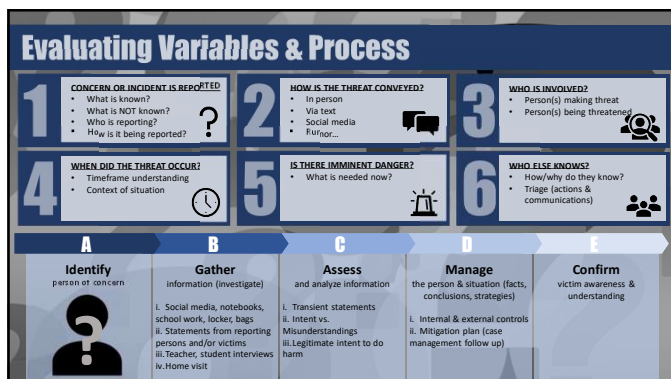 Evaluating Variables & Process
1
CONCERN OR INCIDENT IS REPORTED
• What is known?
• What is NOT known?
• Who is reporting?
• How is it being reported?
?
2
HOW IS THE THREAT CONVEYED?
• In person
• Via text
• Social media
• Rumor...
3
WHO IS INVOLVED?
• Person(s) making threat
• Person(s) being threatened
4
WHEN DID THE THREAT OCCUR?
• Timeframe understanding
• Context of situation
5
IS THERE IMMINENT DANGER?
• What is needed now?
6
WHO ELSE KNOWS?
• How/why do they know?
• Triage (actions &
communications)
A
Identify
person of concern
?
B
Gather
information (investigate)
i. Social media, notebooks,
school work, locker, bags
ii. Statements from reporting
persons and/or victims
iii. Teacher, student interviews
iv. Home visit
C
Assess
and analyze information
i. Transient statements
ii. Intent vs.
Misunderstandings
iii. Legitimate intent to do
harm
D
Manage
the person & situation (facts,
conclusions, strategies)
i. Internal & external controls
ii. Mitigation plan (case
management follow up)
E
Confirm
victim awareness &
understanding